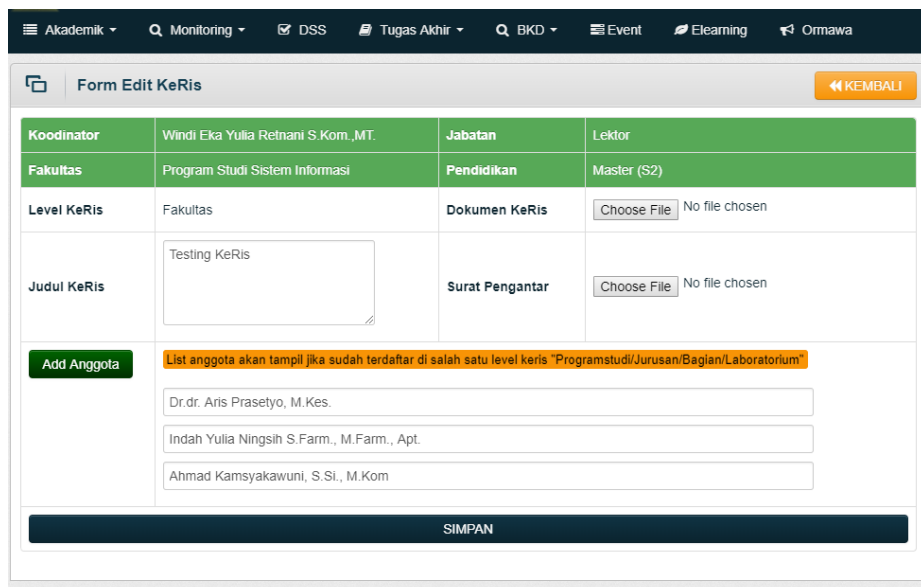 Akademik Monitoring DSS Tugas Akhir BKD Event Elearning Ormawa
Form Edit KeRis
KEMBALI
Koodinator Windi Eka Yulia Retnani S.Kom.,MT. Jabatan Lektor
Fakultas Program Studi Sistem Informasi Pendidikan Master (S2)
Level KeRis Fakultas Dokumen KeRis Choose File No file chosen
Judul KeRis Testing KeRis Surat Pengantar Choose File No file chosen
Add Anggota List anggota akan tampil jika sudah terdaftar di salah satu level keris "Programstudi/Jurusan/Bagian/Laboratorium"
Dr.dr. Aris Prasetyo, M.Kes.
Indah Yulia Ningsih S.Farm., M.Farm., Apt.
Ahmad Kamsyakawuni, S.Si., M.Kom
SIMPAN